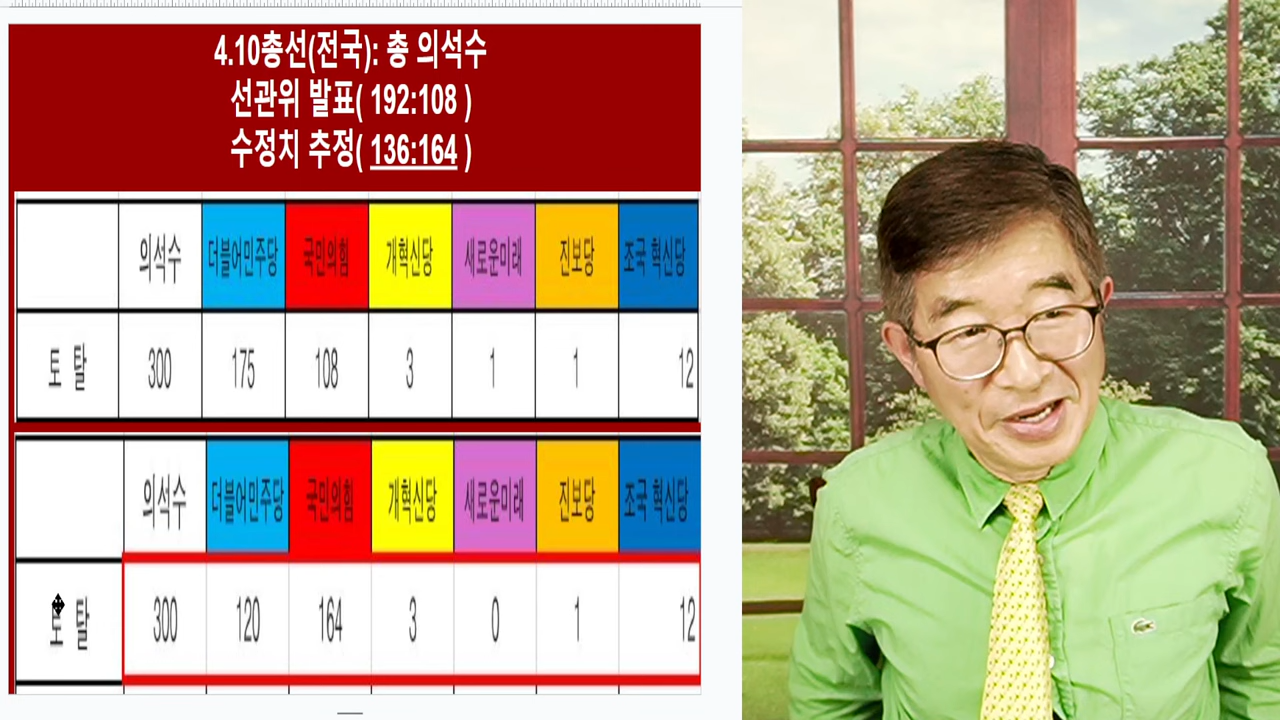 4.10총선(전국): 총 의석수
선관위 발표( 192:108 )
수정치 추정( 136:164 )
의석수 더불어민주당 국민의힘 개혁신당 새로운미래 진보당 조국 혁신당
토 탈 300 175 108 3 1 1 12
의석수 더불어민주당 국민의힘 개혁신당 새로운미래 진보당 조국 혁신당
토 탈 300 120 164 3 0 1 12